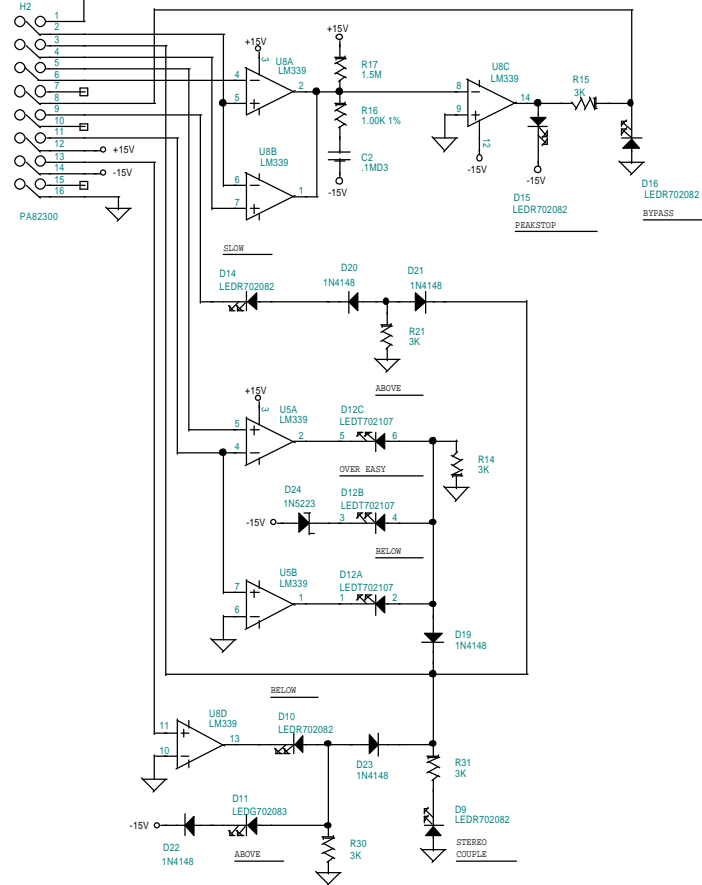 H2
1
2
3
4
5
6
7
8
9
10
11
12
13
14
15
16
+15V
-15V
PA82300
+15V
3
U8A
LM339
4
5
2
U8B
LM339
6
7
1
+15V
R17
1.5M
R16
1.00K 1%
C2
.1MD3
-15V
U8C
LM339
8
9
14
12
-15V
R15
3K
D15
LEDR702082
-15V
PEAKSTOP
D16
LEDR702082
BYPASS
SLOW
D14
LEDR702082
D20
1N4148
D21
1N4148
R21
3K
ABOVE
+15V
3
U5A
LM339
5
4
2
D12C
LEDT702107
5
6
R14
3K
OVER EASY
D24
1N5223
-15V
D12B
LEDT702107
3
4
BELOW
U5B
LM339
7
6
1
D12A
LEDT702107
1
2
D19
1N4148
BELOW
U8D
LM339
11
10
13
D10
LEDR702082
D23
1N4148
R31
3K
D11
LEDG702083
-15V
D22
1N4148
ABOVE
R30
3K
D9
LEDR702082
STEREO
COUPLE